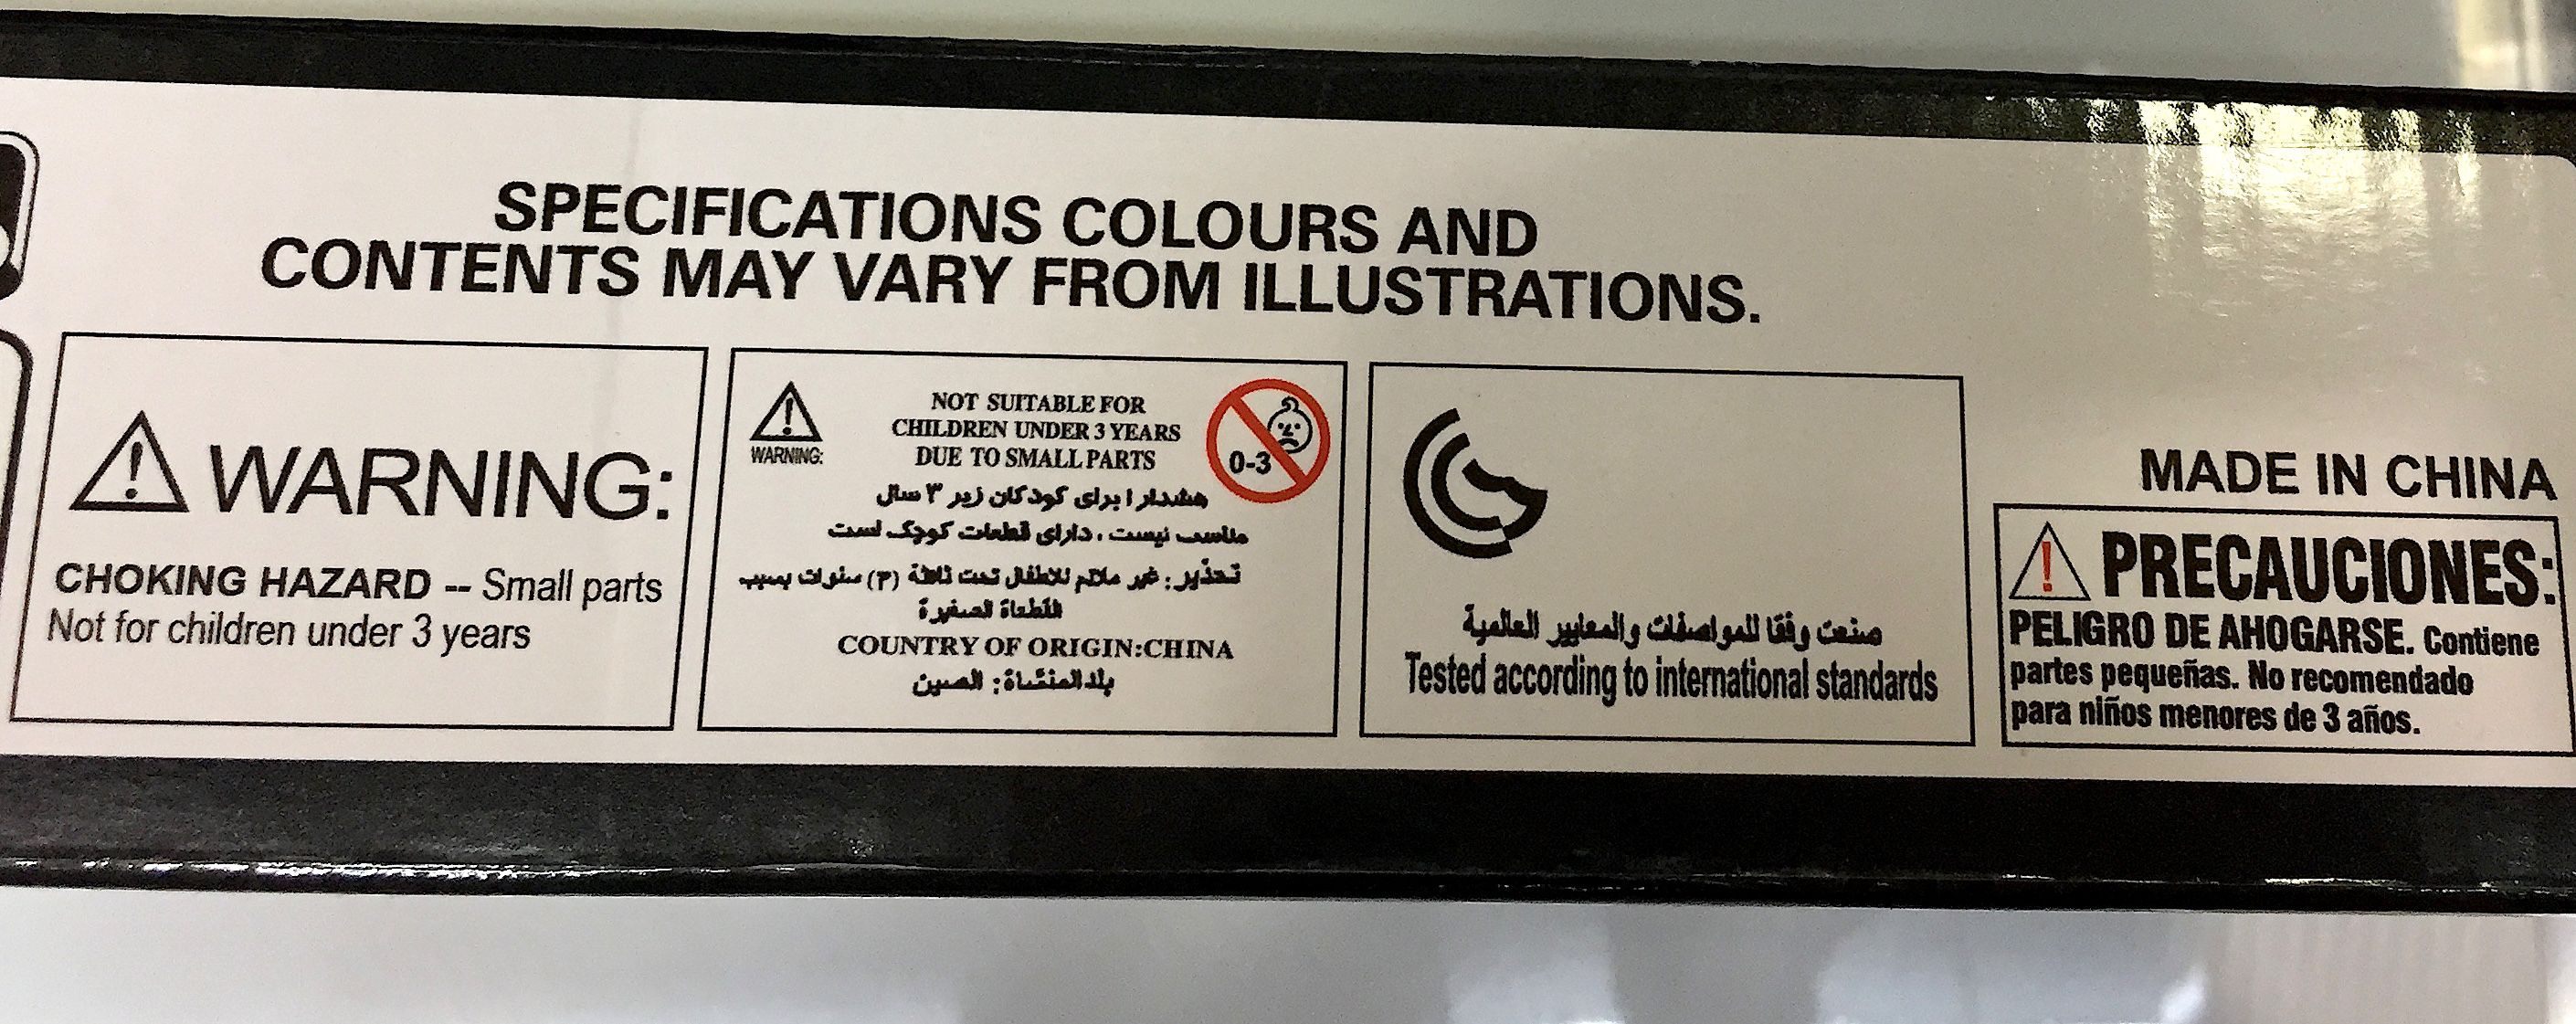 SPECIFICATIONS COLOURS AND
CONTENTS MAY VARY FROM ILLUSTRATIONS.
WARNING:
CHOKING HAZARD -- Small parts
Not for children under 3 years
WARNING:
NOT SUITABLE FOR
CHILDREN UNDER 3 YEARS
DUE TO SMALL PARTS
0-3
هشدار ! برای کودکان زیر ۳ سال
مناسب نیست ، دارای قطعات کوچک است
تحذير : غير ملائم للاطفال تحت ثلاثة (٣) سنوات بسبب
القطعاة الصغيرة
COUNTRY OF ORIGIN:CHINA
بلد المنشاة: الصين
صنعت وفقا للمواصفات والمعايير العالمية
Tested according to international standards
MADE IN CHINA
PRECAUCIONES:
PELIGRO DE AHOGARSE. Contiene
partes pequeñas. No recomendado
para niños menores de 3 años.